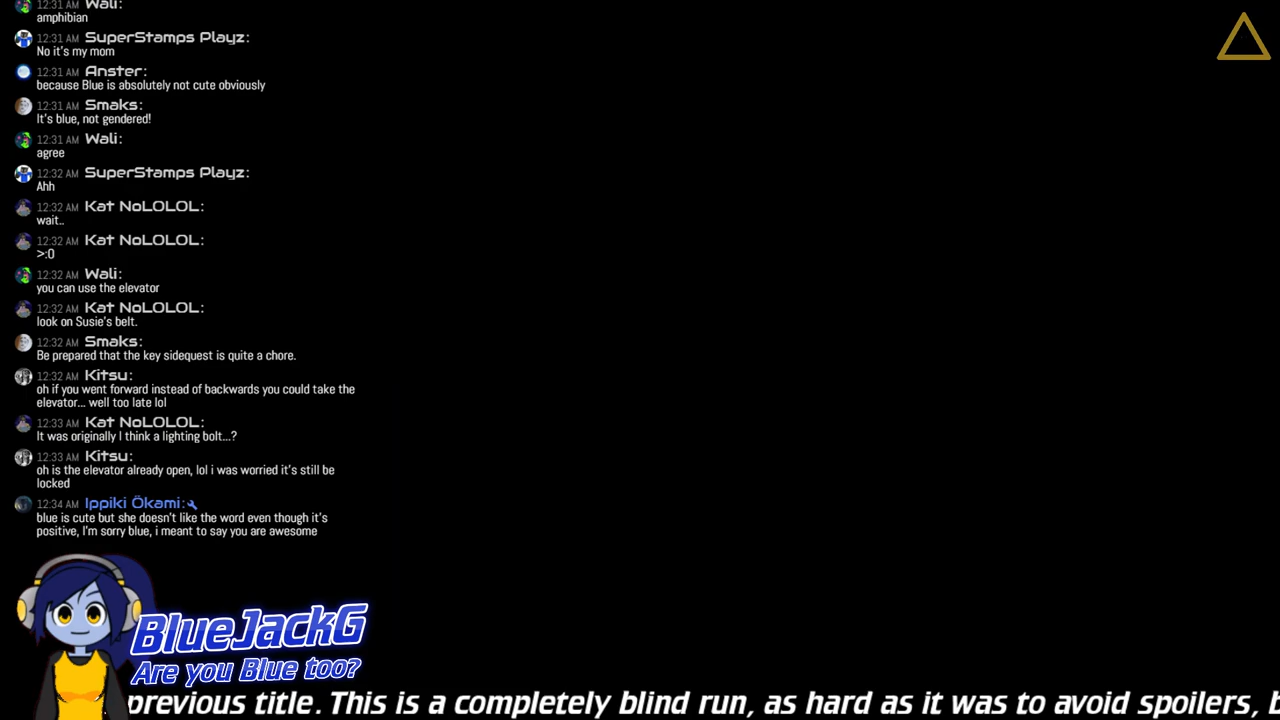 12:31 AM Wali:
amphibian
12:31 AM SuperStamps Playz:
No it's my mom
12:31 AM Anster:
because Blue is absolutely not cute obviously
12:31 AM Smaks:
It's blue, not gendered!
12:31 AM Wali:
agree
12:32 AM SuperStamps Playz:
Ahh
12:32 AM Kat NoLOLOL:
wait..
12:32 AM Kat NoLOLOL:
>:O
12:32 AM Wali:
you can use the elevator
12:32 AM Kat NoLOLOL:
look on Susie's belt.
12:32 AM Smaks:
Be prepared that the key sidequest is quite a chore.
12:32 AM Kitsu:
oh if you went forward instead of backwards you could take the
elevator... well too late lol
12:33 AM Kat NoLOLOL:
It was originally I think a lighting bolt...?
12:33 AM Kitsu:
oh is the elevator already open, lol i was worried it's still be
locked
12:34 AM Ippiki Ökami:
blue is cute but she doesn't like the word even though it's
positive, I'm sorry blue, i meant to say you are awesome
BlueJackG
Are you Blue too?
previous title. This is a completely blind run, as hard as it was to avoid spoilers, b